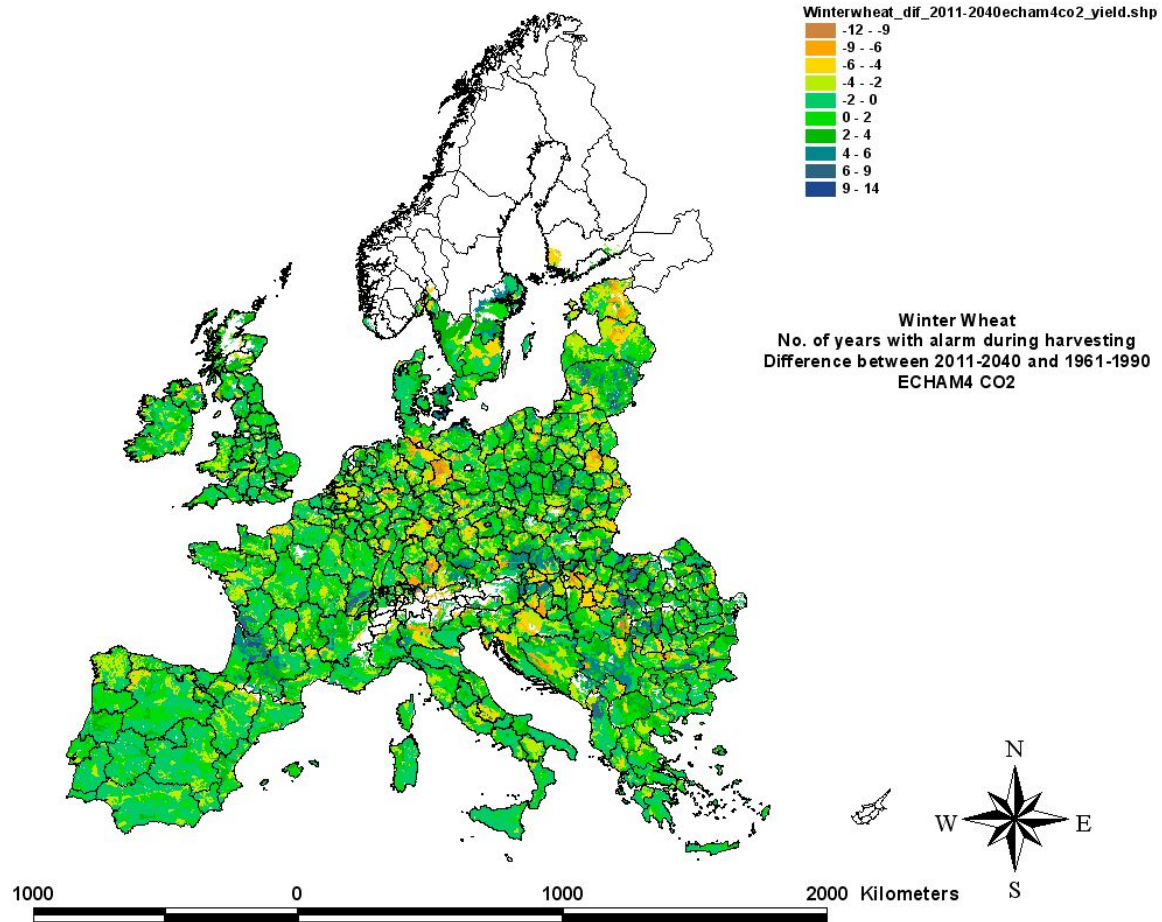 Winterwheat_dif_2011-2040echam4co2_yield.shp
-12 - -9
-9 - -6
-6 - -4
-4 - -2
-2 - 0
0 - 2
2 - 4
4 - 6
6 - 9
9 - 14
Winter Wheat
No. of years with alarm during harvesting
Difference between 2011-2040 and 1961-1990
ECHAM4 CO2
N
W E
S
1000 0 1000 2000 Kilometers